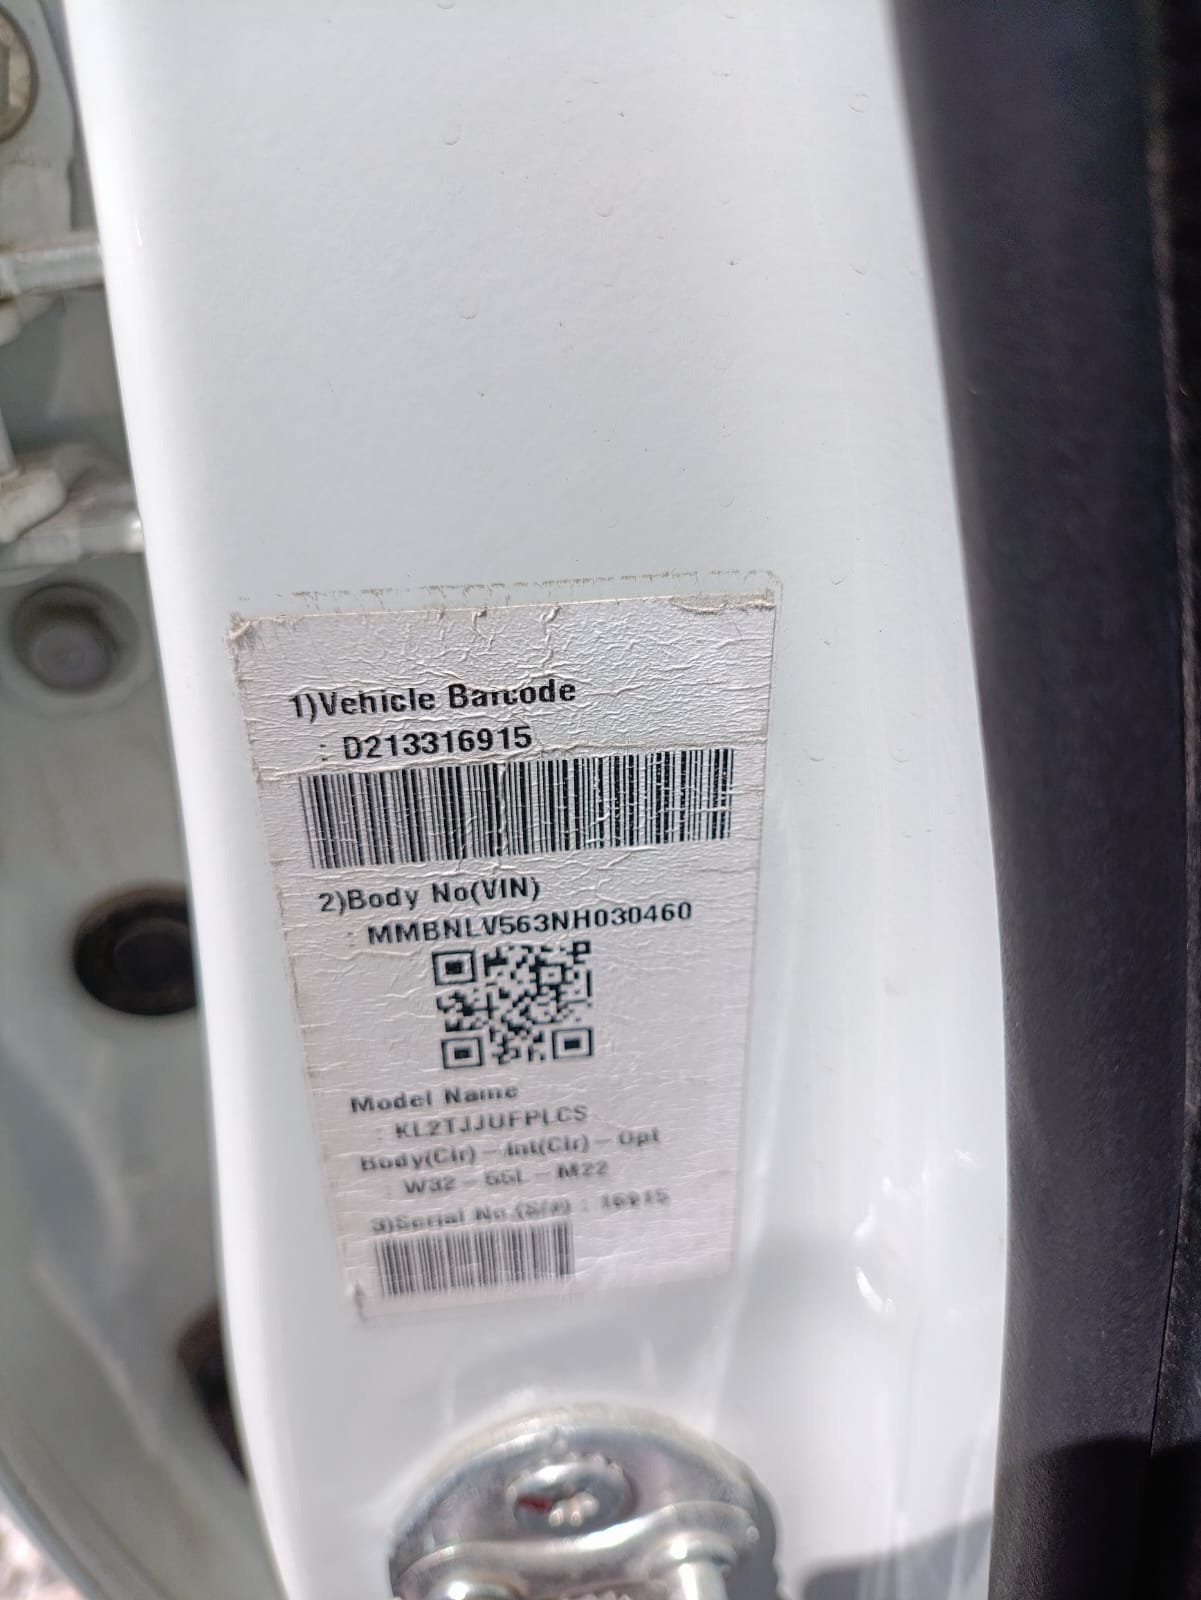 1)Vehicle Barcode
: D213316915
2)Body No(VIN)
: MMBNLV563NH030460
Model Name
: KL2TJJUFPLCS
Body(Clr) - Int(Clr) - Opt
: W32 - 55L - M22
3)Serial No.(S/#) : 16915